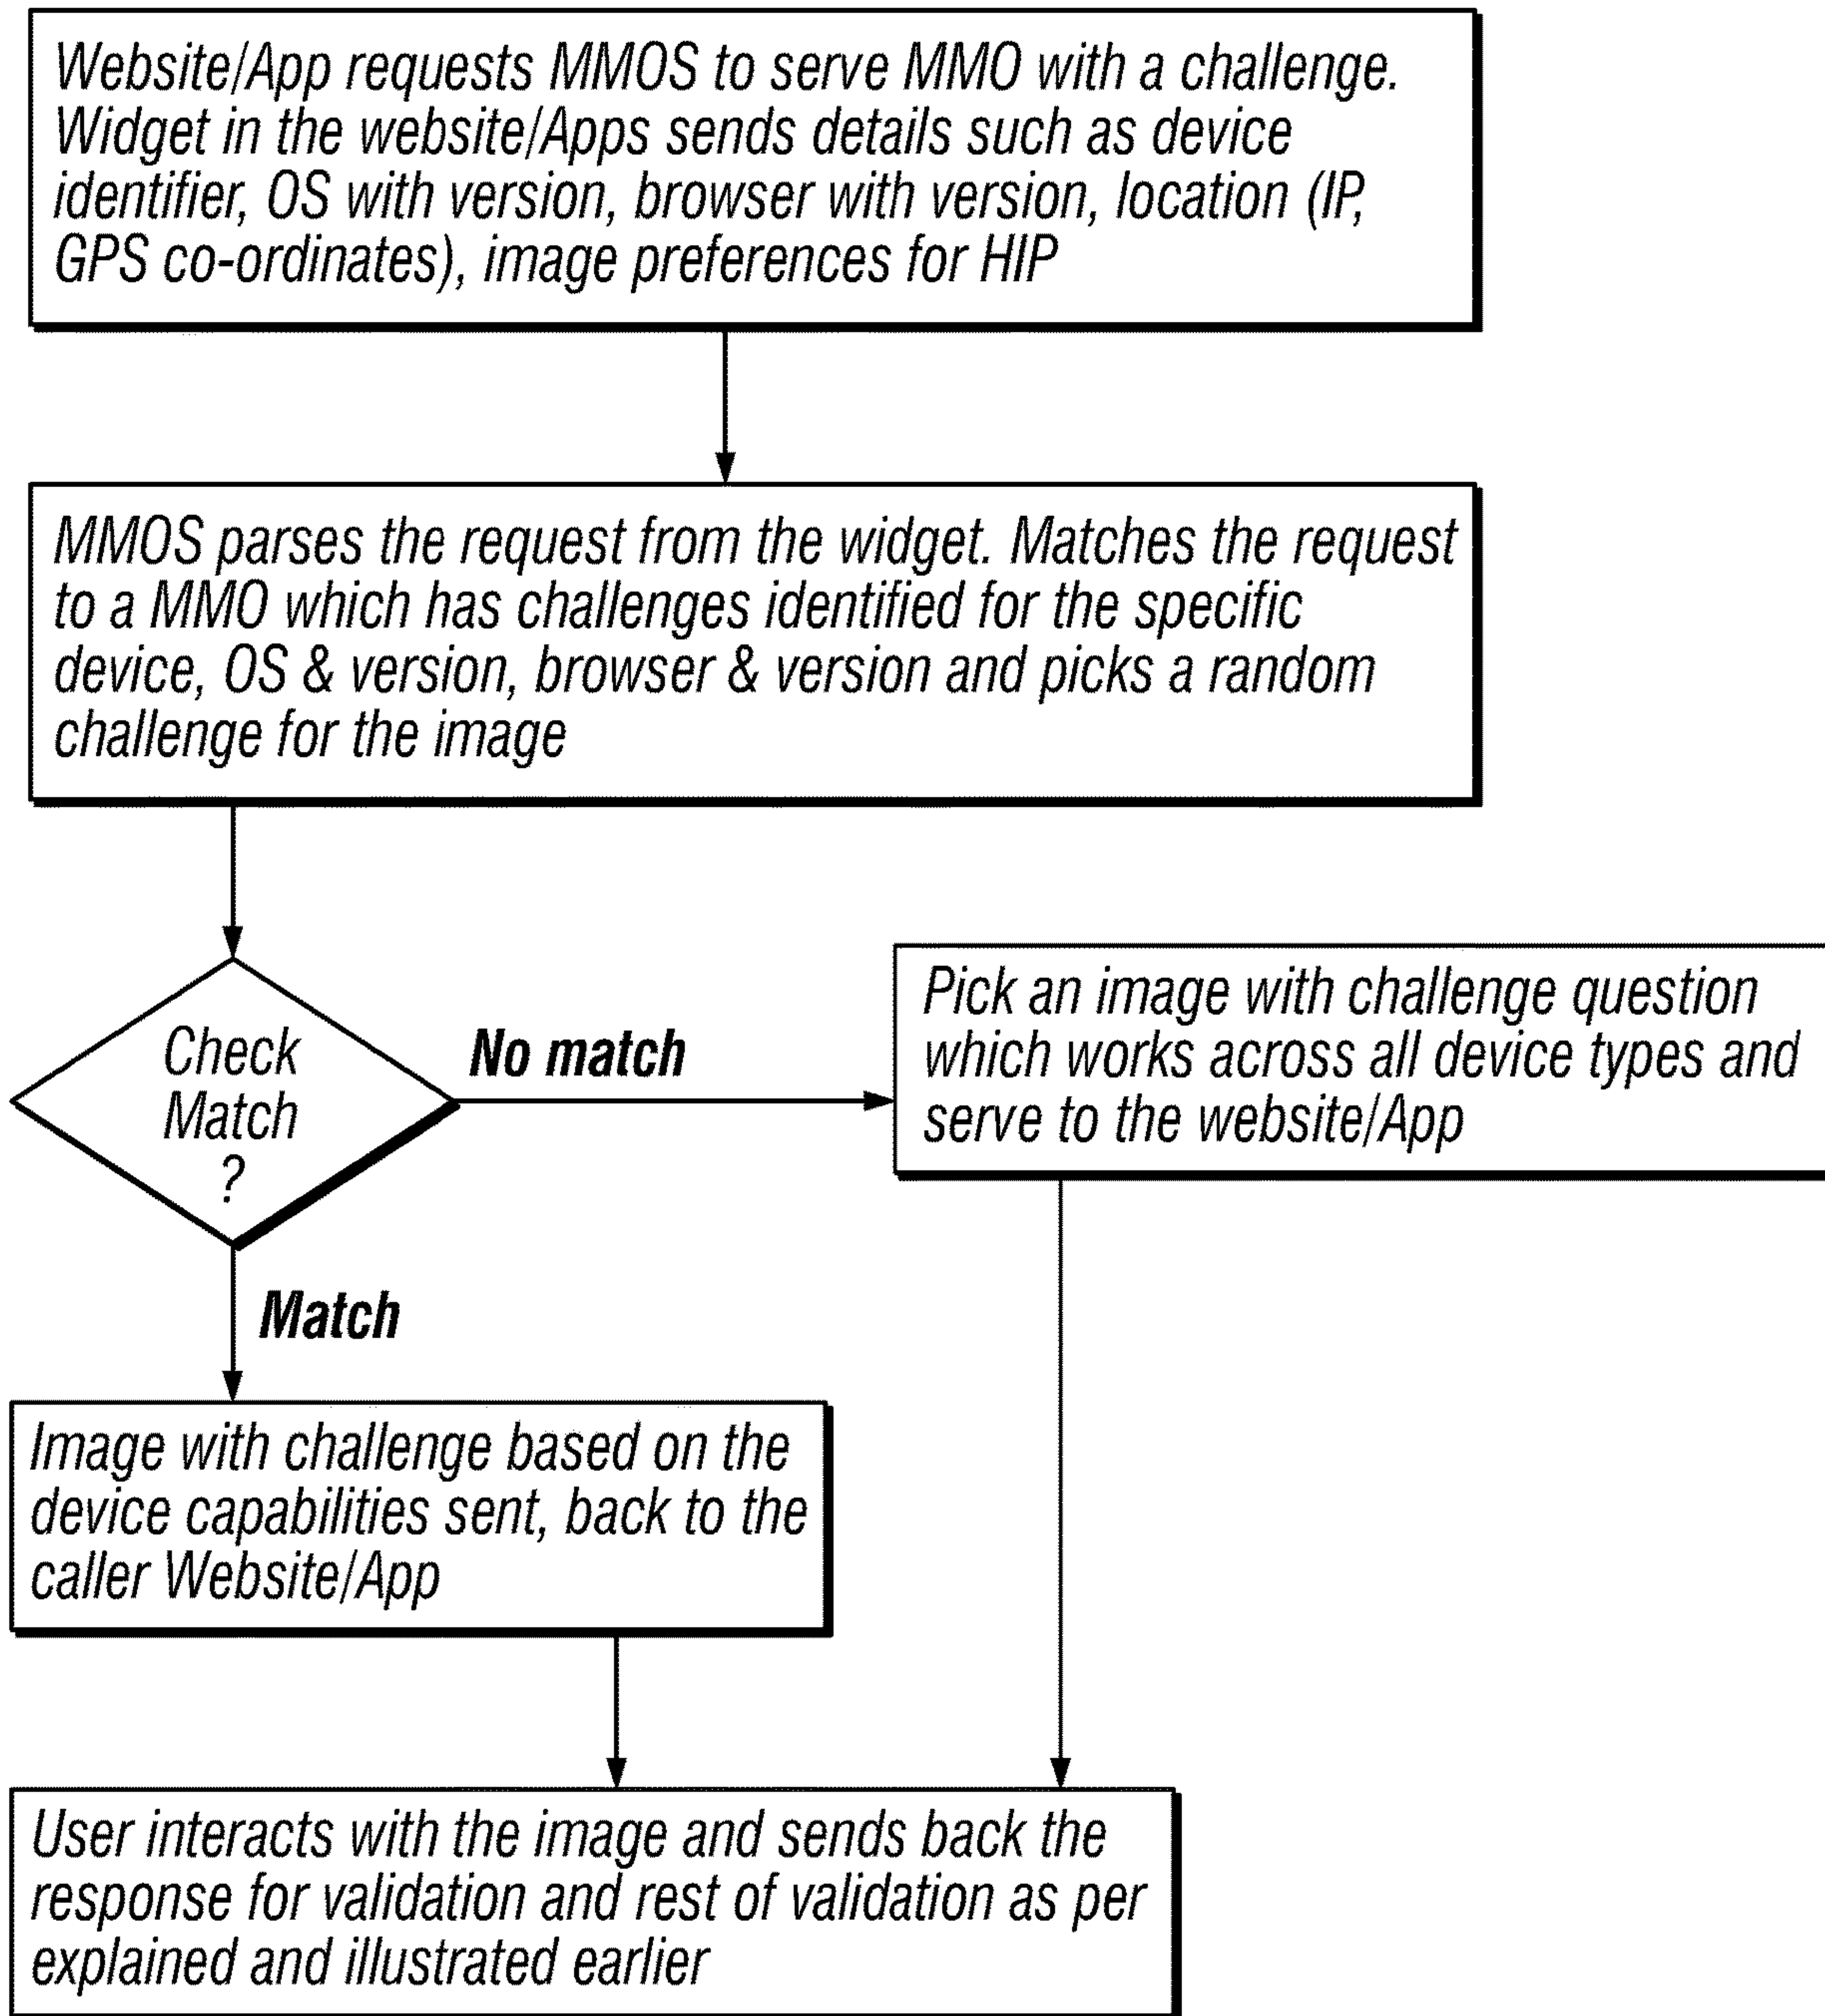 Website/App requests MMOS to serve MMO with a challenge.
Widget in the website/Apps sends details such as device
identifier, OS with version, browser with version, location (IP,
GPS co-ordinates), image preferences for HIP
MMOS parses the request from the widget. Matches the request
to a MMO which has challenges identified for the specific
device, OS & version, browser & version and picks a random
challenge for the image
Check
Match
?
No match
Pick an image with challenge question
which works across all device types and
serve to the website/App
Match
Image with challenge based on the
device capabilities sent, back to the
caller Website/App
User interacts with the image and sends back the
response for validation and rest of validation as per
explained and illustrated earlier